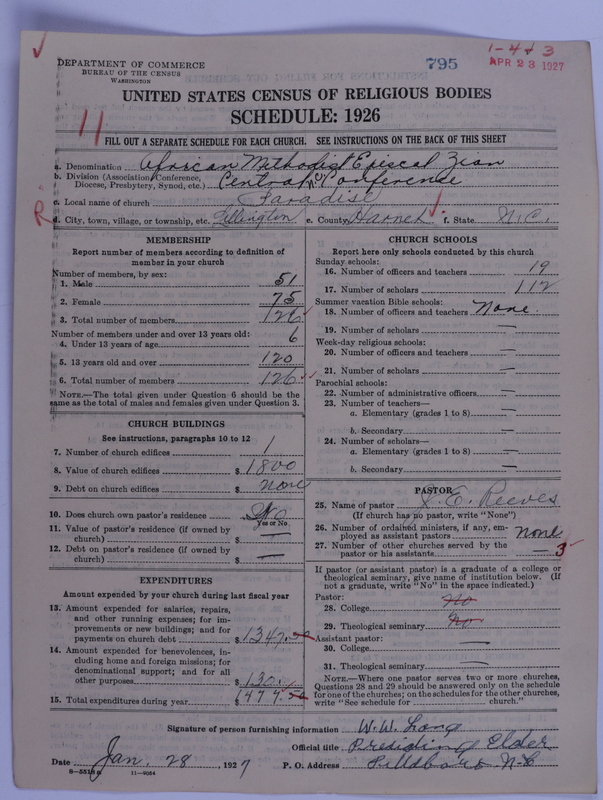 1-4 & 3
795
APR 23 1927
DEPARTMENT OF COMMERCE
BUREAU OF THE CENSUS
WASHINGTON
UNITED STATES CENSUS OF RELIGIOUS BODIES
SCHEDULE: 1926
11
FILL OUT A SEPARATE SCHEDULE FOR EACH CHURCH. SEE INSTRUCTIONS ON THE BACK OF THIS SHEET
a. Denomination African Methodist Episcal Zion
b. Division (Association, Conference, Diocese, Presbytery, Synod, etc.) Central N.C. Conference
c. Local name of church Paradise
R
d. City, town, village, or township, etc. Lillington e. County Harnett f. State N.C.
MEMBERSHIP
Report number of members according to definition of
member in your church
Number of members, by sex:
1. Male 51
2. Female 75
3. Total number of members 126
Number of members under and over 13 years old:
4. Under 13 years of age 6
5. 13 years old and over 120
6. Total number of members 126
NOTE.—The total given under Question 6 should be the
same as the total of males and females given under Question 3.
CHURCH BUILDINGS
See instructions, paragraphs 10 to 12
7. Number of church edifices 1
8. Value of church edifices $ 1800
9. Debt on church edifices $ none
10. Does church own pastor's residence No
Yes or No
11. Value of pastor's residence (if owned by
church) $ —
12. Debt on pastor's residence (if owned by
church) $ —
EXPENDITURES
Amount expended by your church during last fiscal year
13. Amount expended for salaries, repairs,
and other running expenses; for im-
provements or new buildings; and for
payments on church debt $ 1347.
14. Amount expended for benevolences, in-
cluding home and foreign missions; for
denominational support; and for all
other purposes $ 130.
15. Total expenditures during year $ 1477.
CHURCH SCHOOLS
Report here only schools conducted by this church
Sunday schools:
16. Number of officers and teachers 19
17. Number of scholars 112
Summer vacation Bible schools:
18. Number of officers and teachers None.
19. Number of scholars —
Week-day religious schools:
20. Number of officers and teachers —
21. Number of scholars —
Parochial schools:
22. Number of administrative officers —
23. Number of teachers—
a. Elementary (grades 1 to 8) —
b. Secondary —
24. Number of scholars—
a. Elementary (grades 1 to 8) —
b. Secondary —
PASTOR
25. Name of pastor E. Reeves
(If church has no pastor, write "None")
26. Number of ordained ministers, if any, em-
ployed as assistant pastors none
27. Number of other churches served by the
pastor or his assistants — 3
If pastor (or assistant pastor) is a graduate of a college or
theological seminary, give name of institution below. (If
not a graduate, write "No" in the space indicated.)
Pastor:
28. College No
29. Theological seminary No
Assistant pastor:
30. College —
31. Theological seminary —
NOTE.—Where one pastor serves two or more churches,
Questions 28 and 29 should be answered only on the schedule
for one of the churches; on the schedules for the other churches,
write "See schedule for ........ church."
Signature of person furnishing information W. W. Long
Official title Presiding Elder
Date Jan. 28, 1927 P. O. Address N-C
8-5518 a 11-9054